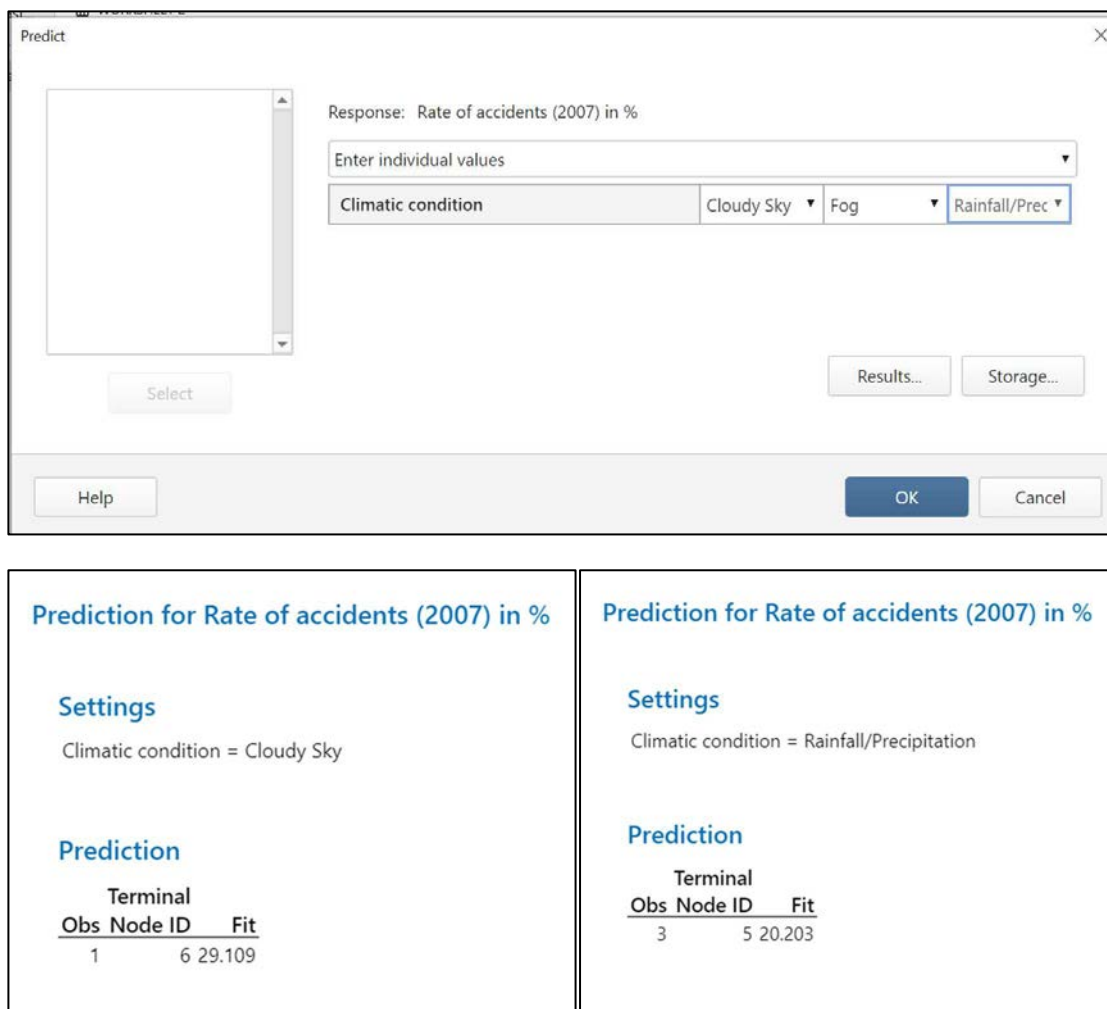 Predict
Response: Rate of accidents (2007) in %
Enter individual values
Climatic condition Cloudy Sky Fog Rainfall/Prec
Results... Storage...
Select
Help OK Cancel
Prediction for Rate of accidents (2007) in %
Settings
Climatic condition = Cloudy Sky
Prediction
Terminal
Obs Node ID Fit
1 6 29.109
Prediction for Rate of accidents (2007) in %
Settings
Climatic condition = Rainfall/Precipitation
Prediction
Terminal
Obs Node ID Fit
3 5 20.203